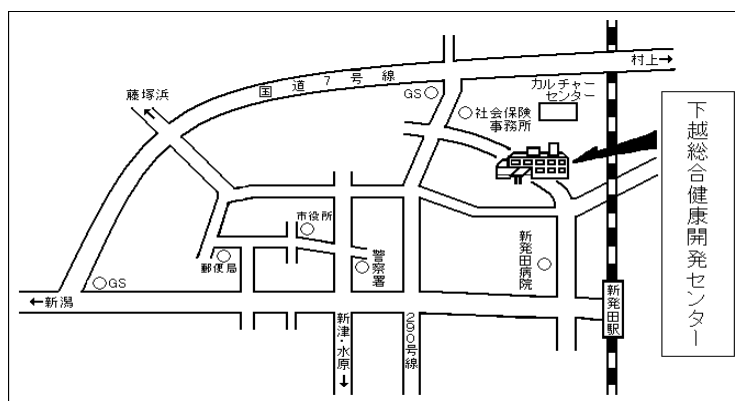 国道7号線
村上→
藤塚浜
GS
カルチャー
センター
社会保険
事務所
下越総合健康開発センター
市役所
郵便局
警察署
新発田病院
GS
←新潟
新発田駅
新津・水原
290号線